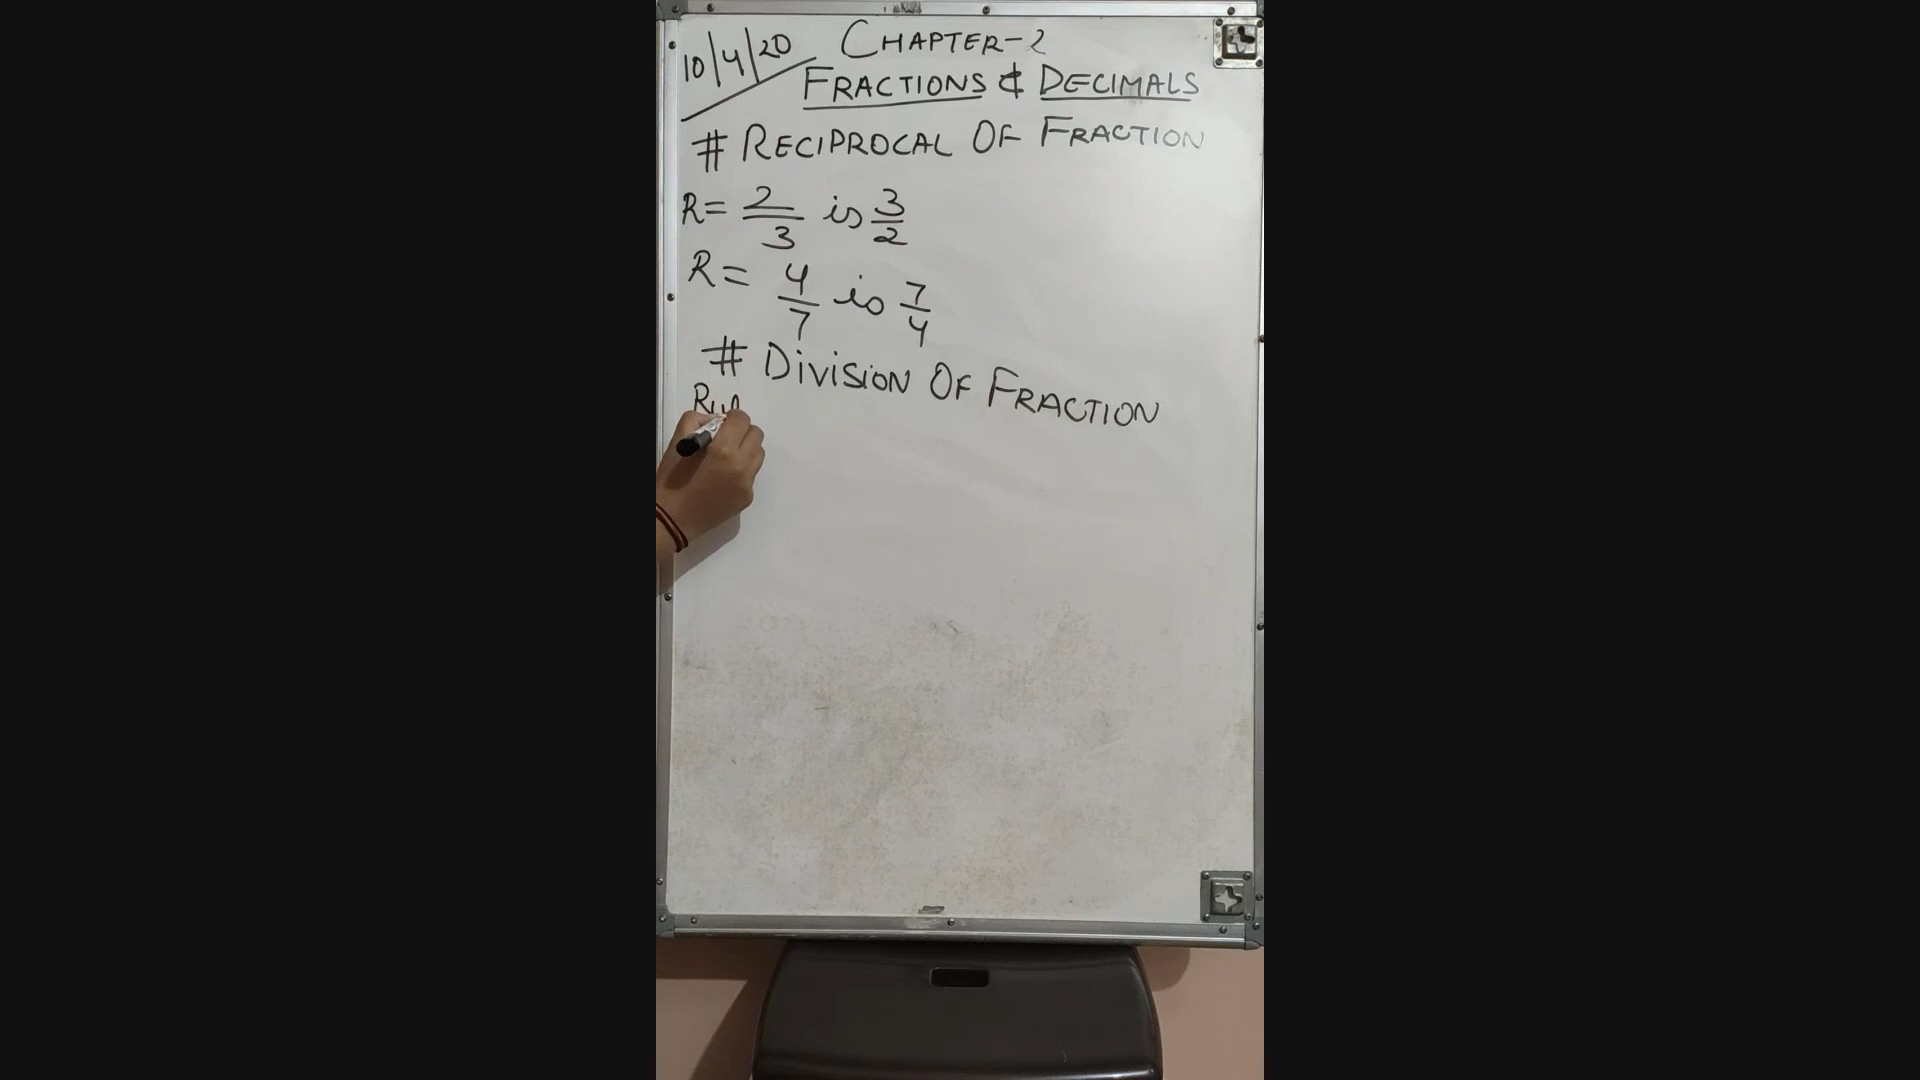 10/4/20 CHAPTER-2
FRACTIONS & DECIMALS
# RECIPROCAL OF FRACTION
R= 2/3 is 3/2
R= 4/7 is 7/4
# DIVISION OF FRACTION